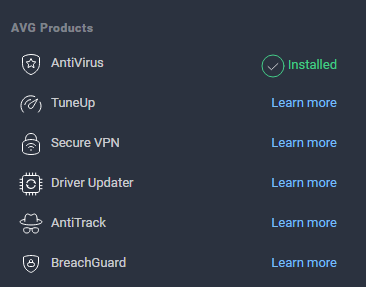 AVG Products
AntiVirus Installed
TuneUp Learn more
Secure VPN Learn more
Driver Updater Learn more
AntiTrack Learn more
BreachGuard Learn more